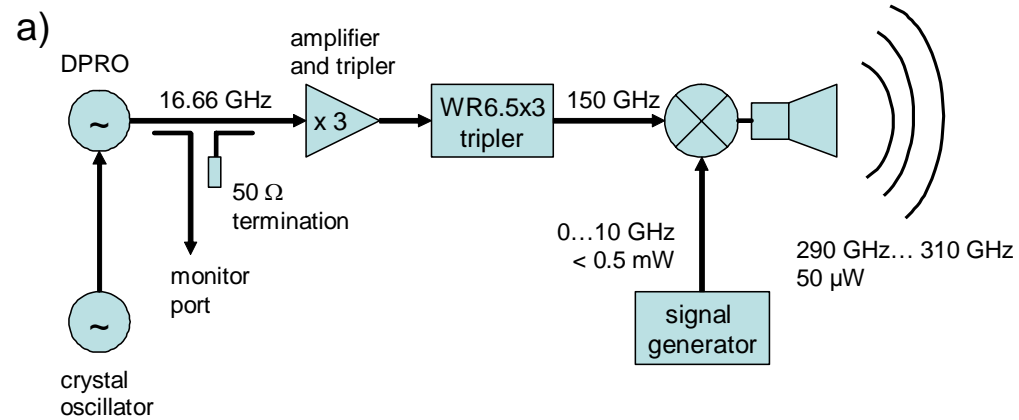 a)
DPRO
~
16.66 GHz
amplifier
and tripler
x 3
WR6.5x3
tripler
150 GHz
50 Ω
termination
monitor
port
~
crystal
oscillator
0…10 GHz
< 0.5 mW
signal
generator
290 GHz… 310 GHz
50 µW